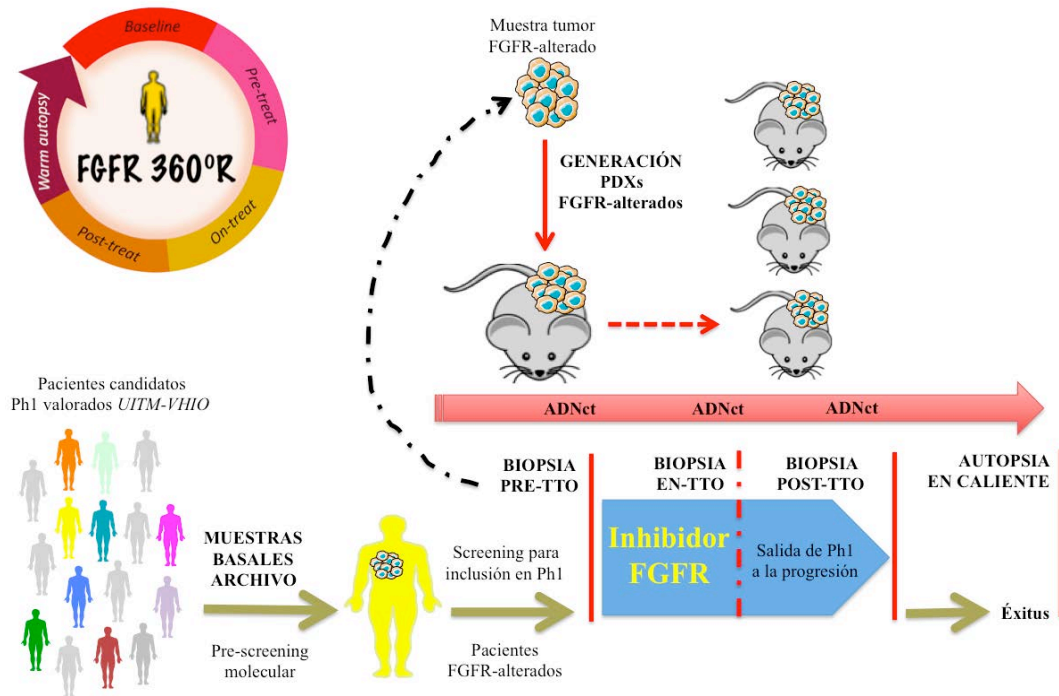 Baseline
Pre-treat
On-treat
Post-treat
Warm autopsy
FGFR 360ºR
Muestra tumor
FGFR-alterado
GENERACIÓN
PDXs
FGFR-alterados
Pacientes candidatos
Ph1 valorados UITM-VHIO
ADNct
ADNct
ADNct
BIOPSIA
PRE-TTO
BIOPSIA
EN-TTO
BIOPSIA
POST-TTO
AUTOPSIA
EN CALIENTE
MUESTRAS
BASALES
ARCHIVO
Pre-screening
molecular
Screening para
inclusión en Ph1
Pacientes
FGFR-alterados
Inhibidor
FGFR
Salida de Ph1
a la progresión
Éxitus